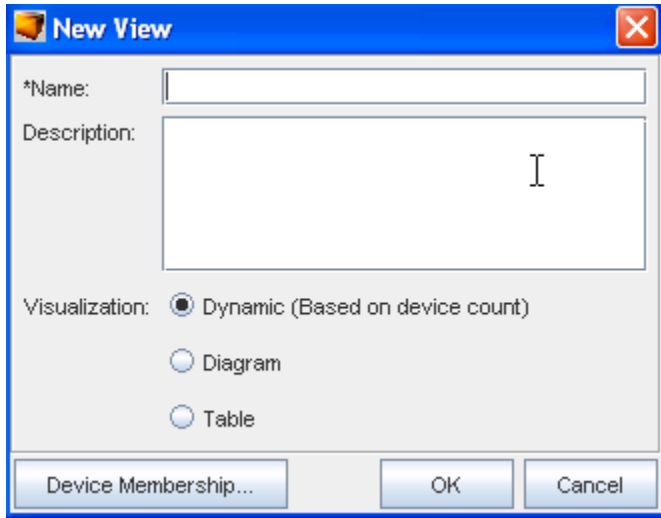 New View
*Name:
Description:
Visualization: Dynamic (Based on device count)
Diagram
Table
Device Membership... OK Cancel